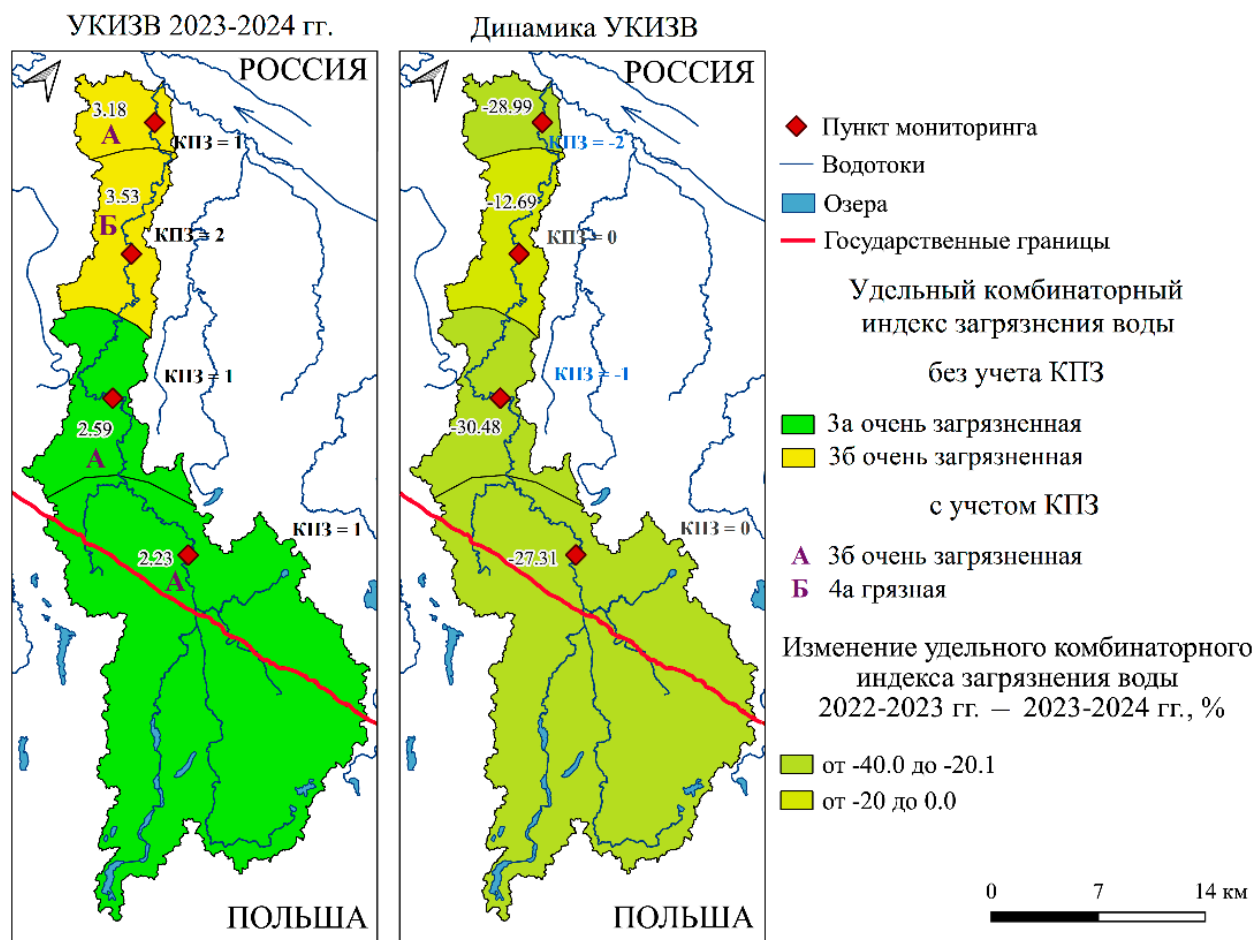 УКИЗВ 2023-2024 гг.
РОССИЯ
3.18
А
КПЗ = 1
3.53
Б
КПЗ = 2
КПЗ = 1
2.59
А
КПЗ = 1
2.23
А
ПОЛЬША
Динамика УКИЗВ
РОССИЯ
-28.99
КПЗ = -2
-12.69
КПЗ = 0
КПЗ = -1
-30.48
КПЗ = 0
-27.31
ПОЛЬША
Пункт мониторинга
Водотоки
Озера
Государственные границы
Удельный комбинаторный
индекс загрязнения воды
без учета КПЗ
3а очень загрязненная
3б очень загрязненная
с учетом КПЗ
А 3б очень загрязненная
Б 4а грязная
Изменение удельного комбинаторного
индекса загрязнения воды
2022-2023 гг. – 2023-2024 гг., %
от -40.0 до -20.1
от -20 до 0.0
0 7 14 км